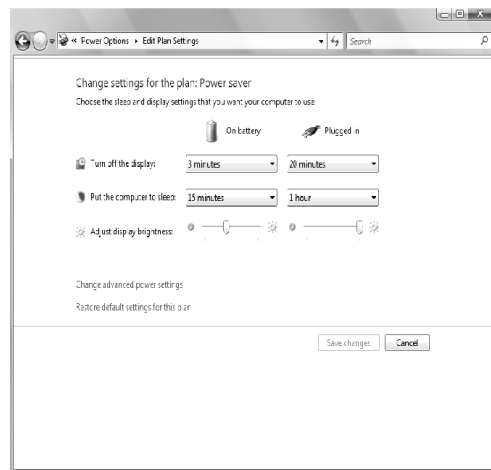 « Power Options ▸ Edit Plan Settings Search
Change settings for the plan: Power saver
Choose the sleep and display settings that you want your computer to use.
On battery Plugged in
Turn off the display: 3 minutes 20 minutes
Put the computer to sleep: 15 minutes 1 hour
Adjust display brightness:
Change advanced power settings
Restore default settings for this plan
Save changes Cancel